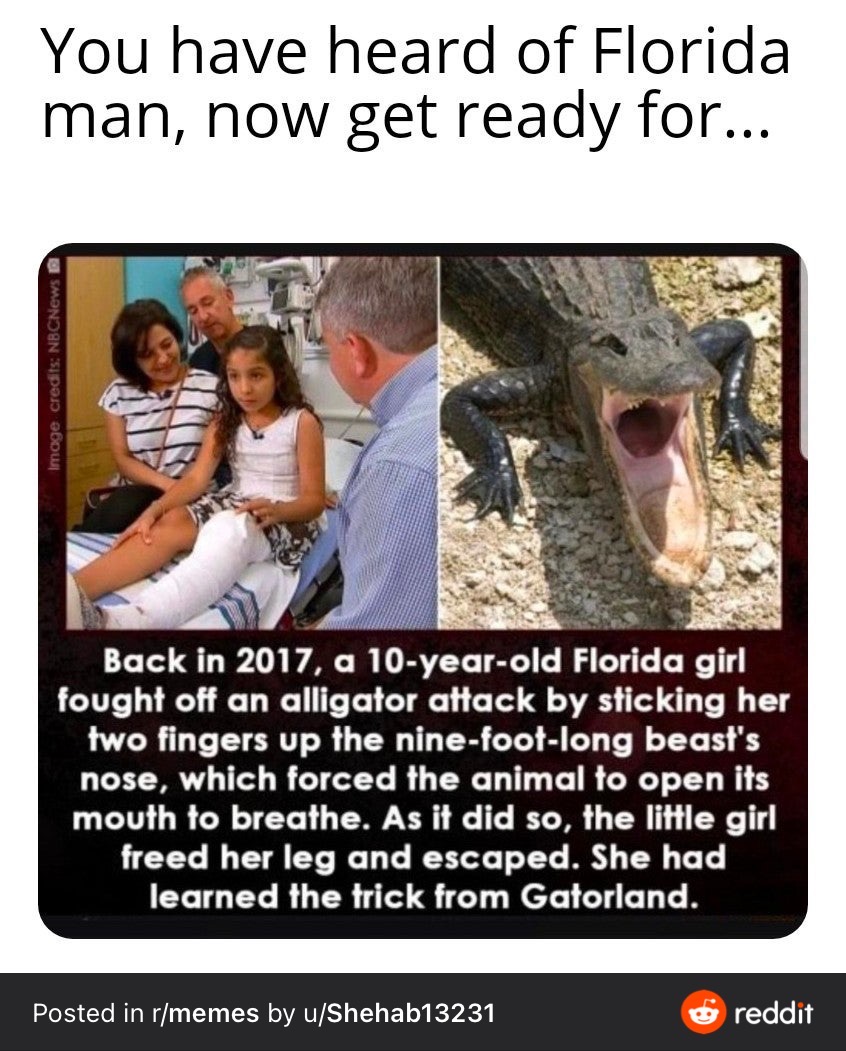 You have heard of Florida
man, now get ready for...
Image credits: NBCNews
Back in 2017, a 10-year-old Florida girl
fought off an alligator attack by sticking her
two fingers up the nine-foot-long beast's
nose, which forced the animal to open its
mouth to breathe. As it did so, the little girl
freed her leg and escaped. She had
learned the trick from Gatorland.
Posted in r/memes by u/Shehab13231
reddit